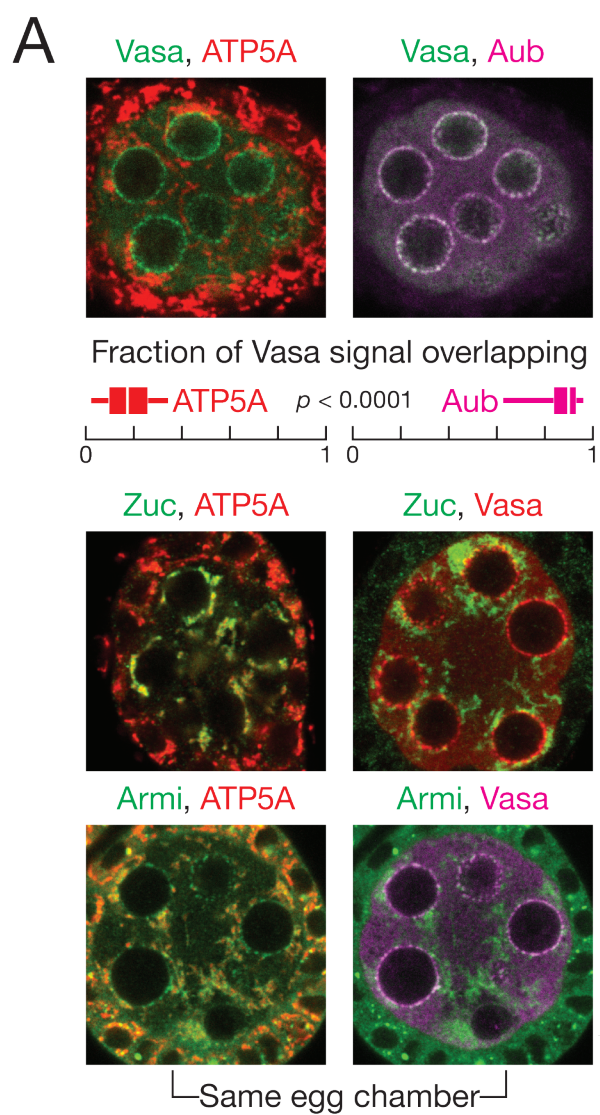 A
Vasa, ATP5A Vasa, Aub
Fraction of Vasa signal overlapping
ATP5A p < 0.0001 Aub
0 1 0 1
Zuc, ATP5A Zuc, Vasa
Armi, ATP5A Armi, Vasa
Same egg chamber